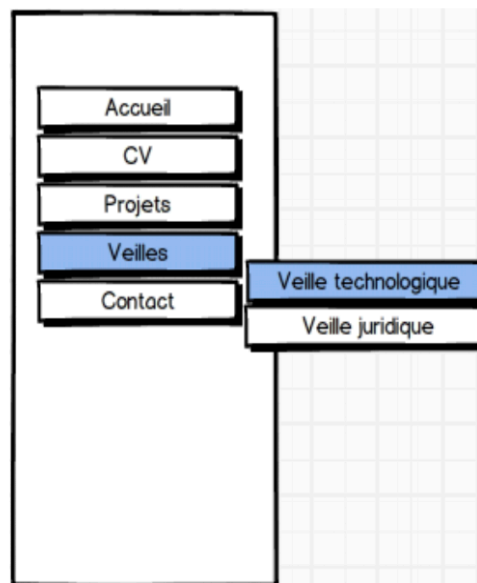 Accueil
CV
Projets
Veilles
Contact
Veille technologique
Veille juridique